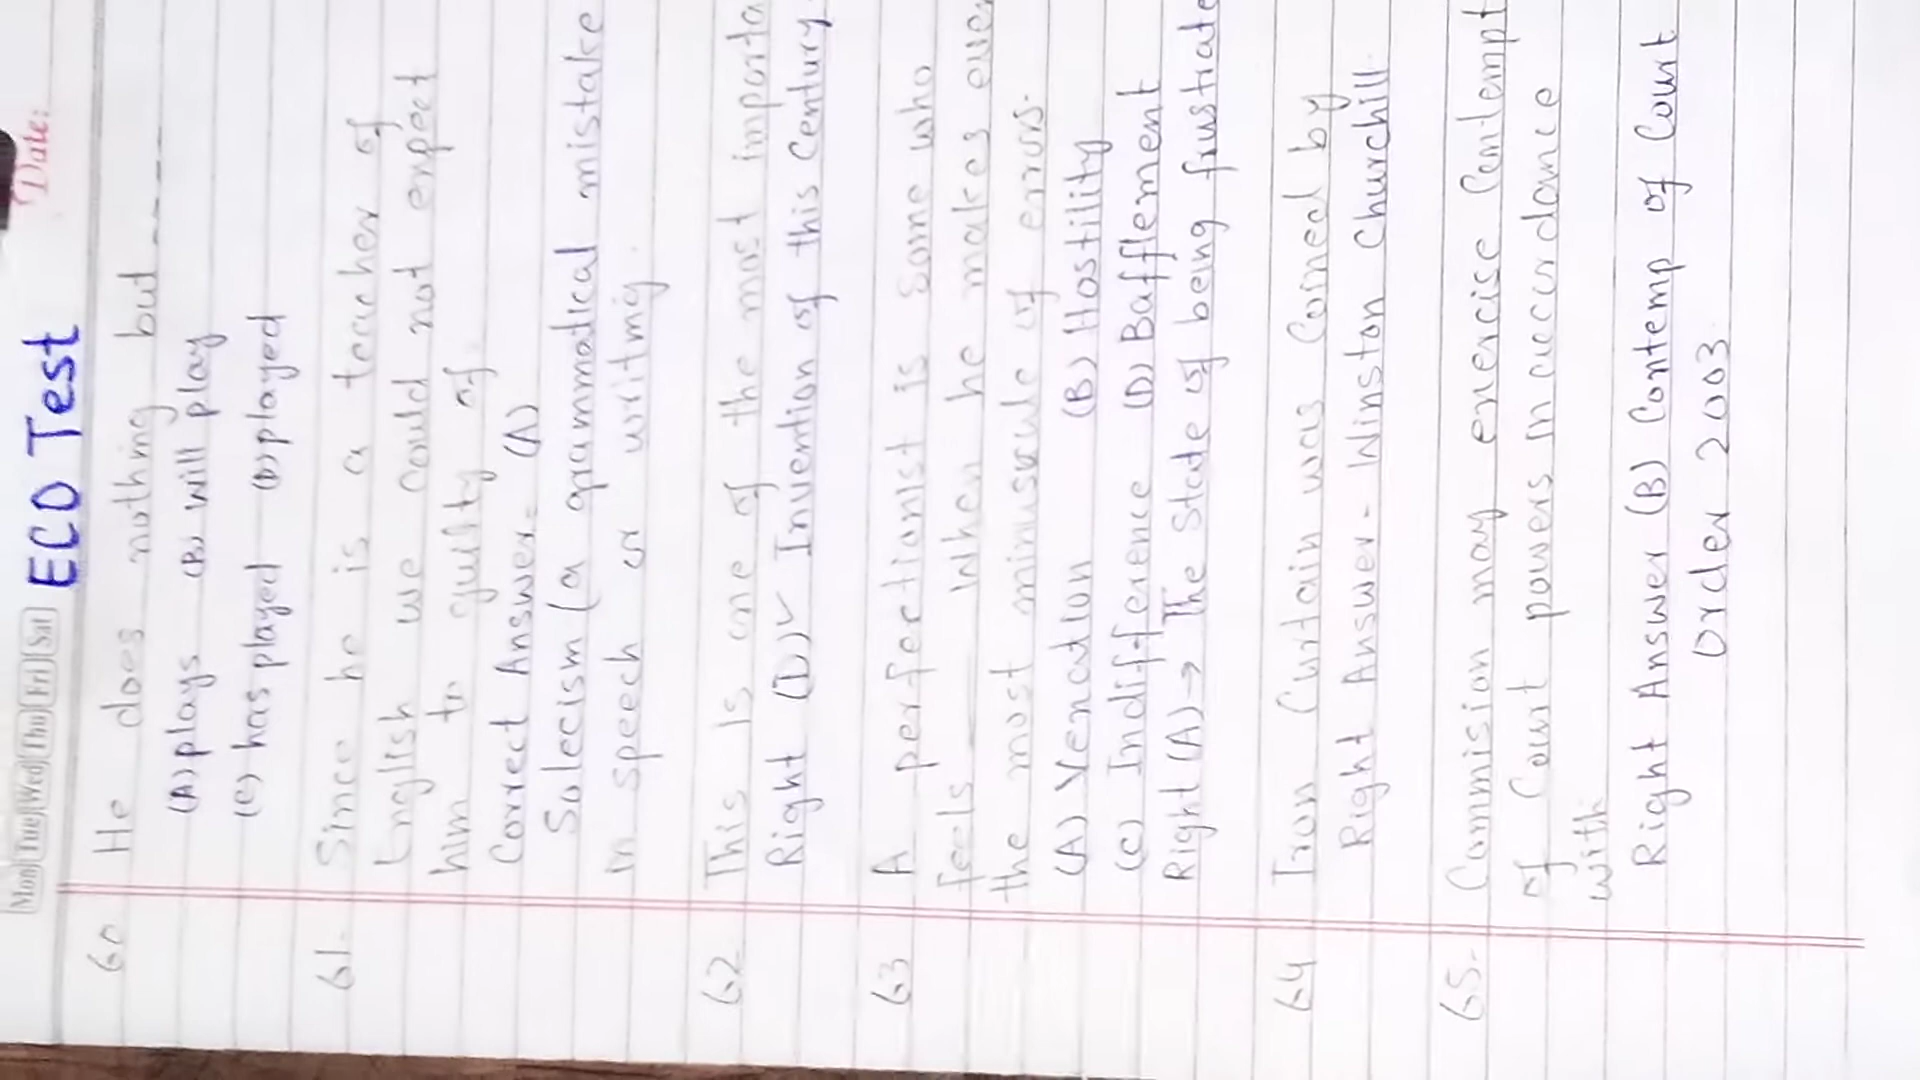 Mon Tue Wed Thu Fri Sat
Date:
ECO Test
60 He does nothing but ----
(A) plays (B) will play
(C) has played (D) played
61. Since he is a teacher of
English we could not expect
him to guilty of.
Correct Answer- (A)
Solecism (a grammatical mistake
in speech or writing.
62 This is one of the most importa
Right (D) Invention of this Century.
63 A perfectionist is some who
feels when he makes even
the most minuscule of errors.
(A) Vexation (B) Hostility
(C) Indifference (D) Bafflement
Right (A) → The State of being frustrate
64 Iron Curtain was Coined by
Right Answer - Winston Churchill.
65. Commision may exercise Contempt
of Court powers in accordance
with
Right Answer (B) Contemp of Court
Order 2003.